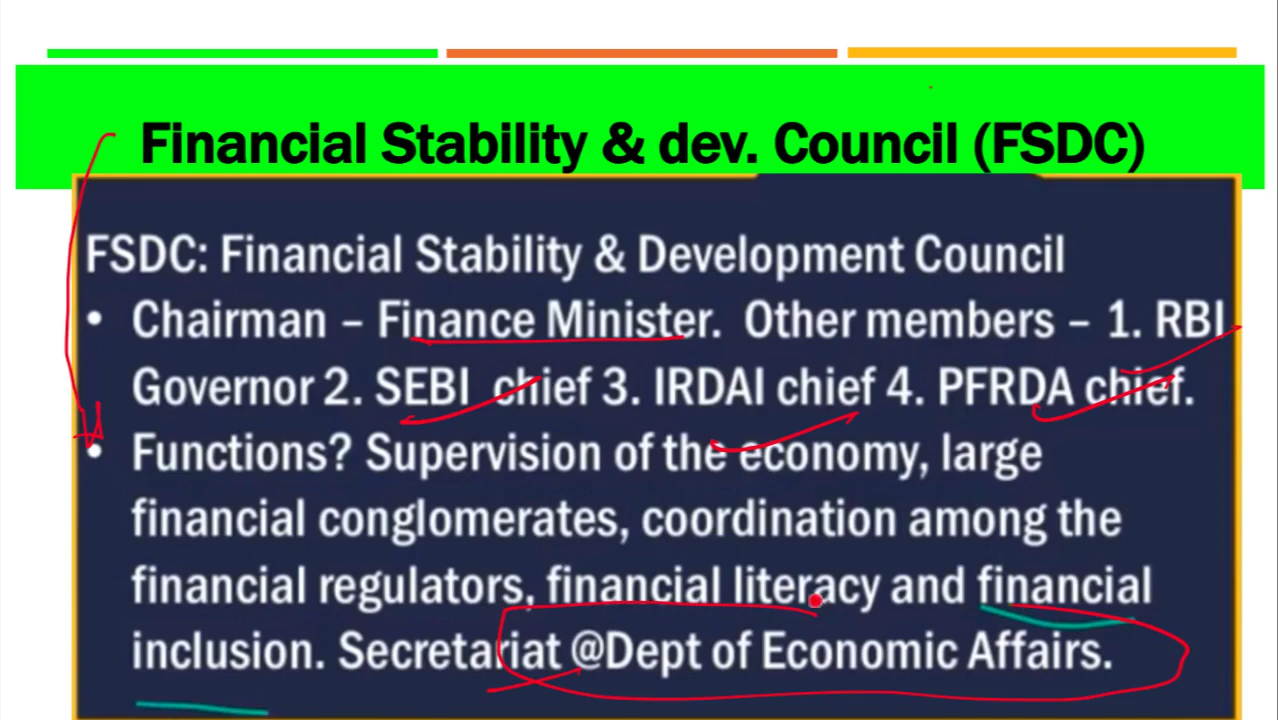 Financial Stability & dev. Council (FSDC)
FSDC: Financial Stability & Development Council
• Chairman – Finance Minister. Other members – 1. RBI
Governor 2. SEBI chief 3. IRDAI chief 4. PFRDA chief.
• Functions? Supervision of the economy, large
financial conglomerates, coordination among the
financial regulators, financial literacy and financial
inclusion. Secretariat @Dept of Economic Affairs.